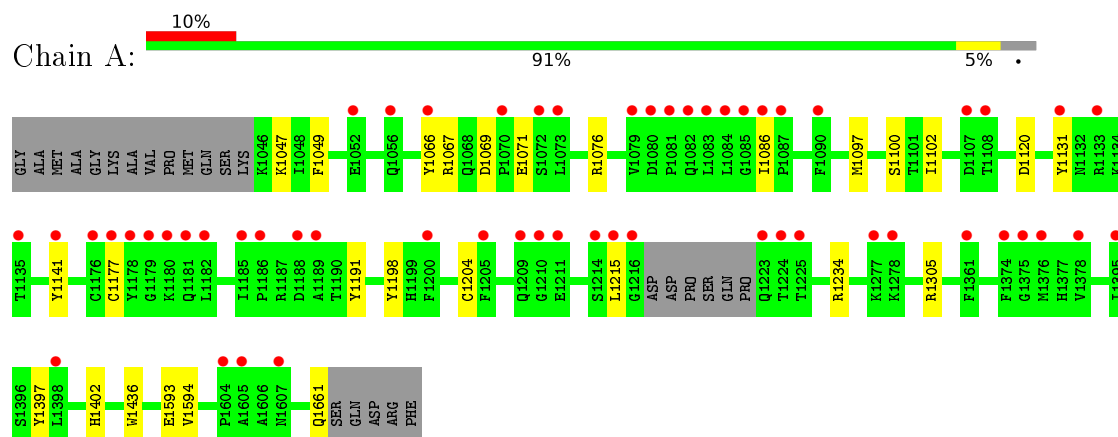 10%
Chain A:
91%
5%
GLY ALA MET ALA GLY LYS ALA VAL PRO MET GLN SER LYS K1046 K1047 I1048 F1049 E1052 Q1056 Y1066 R1067 Q1068 D1069 P1070 E1071 S1072 L1073 R1076 V1079 D1080 P1081 Q1082 L1083 L1084 G1085 I1086 P1087 F1090 M1097 S1100 T1101 I1102 D1107 T1108 D1120 Y1131 N1132 R1133 K1134
T1135 Y1141 C1176 C1177 Y1178 G1179 K1180 Q1181 L1182 I1185 P1186 R1187 D1188 A1189 T1190 Y1191 Y1198 H1199 F1200 C1204 F1205 Q1209 G1210 E1211 S1214 L1215 G1216 ASP ASP PRO SER GLN PRO Q1223 T1224 T1225 R1234 K1277 K1278 R1305 F1361 F1374 G1375 M1376 H1377 V1378 I1395
S1396 Y1397 L1398 H1402 W1436 E1593 V1594 P1604 A1605 A1606 N1607 Q1661 SER GLN ASP ARG PHE